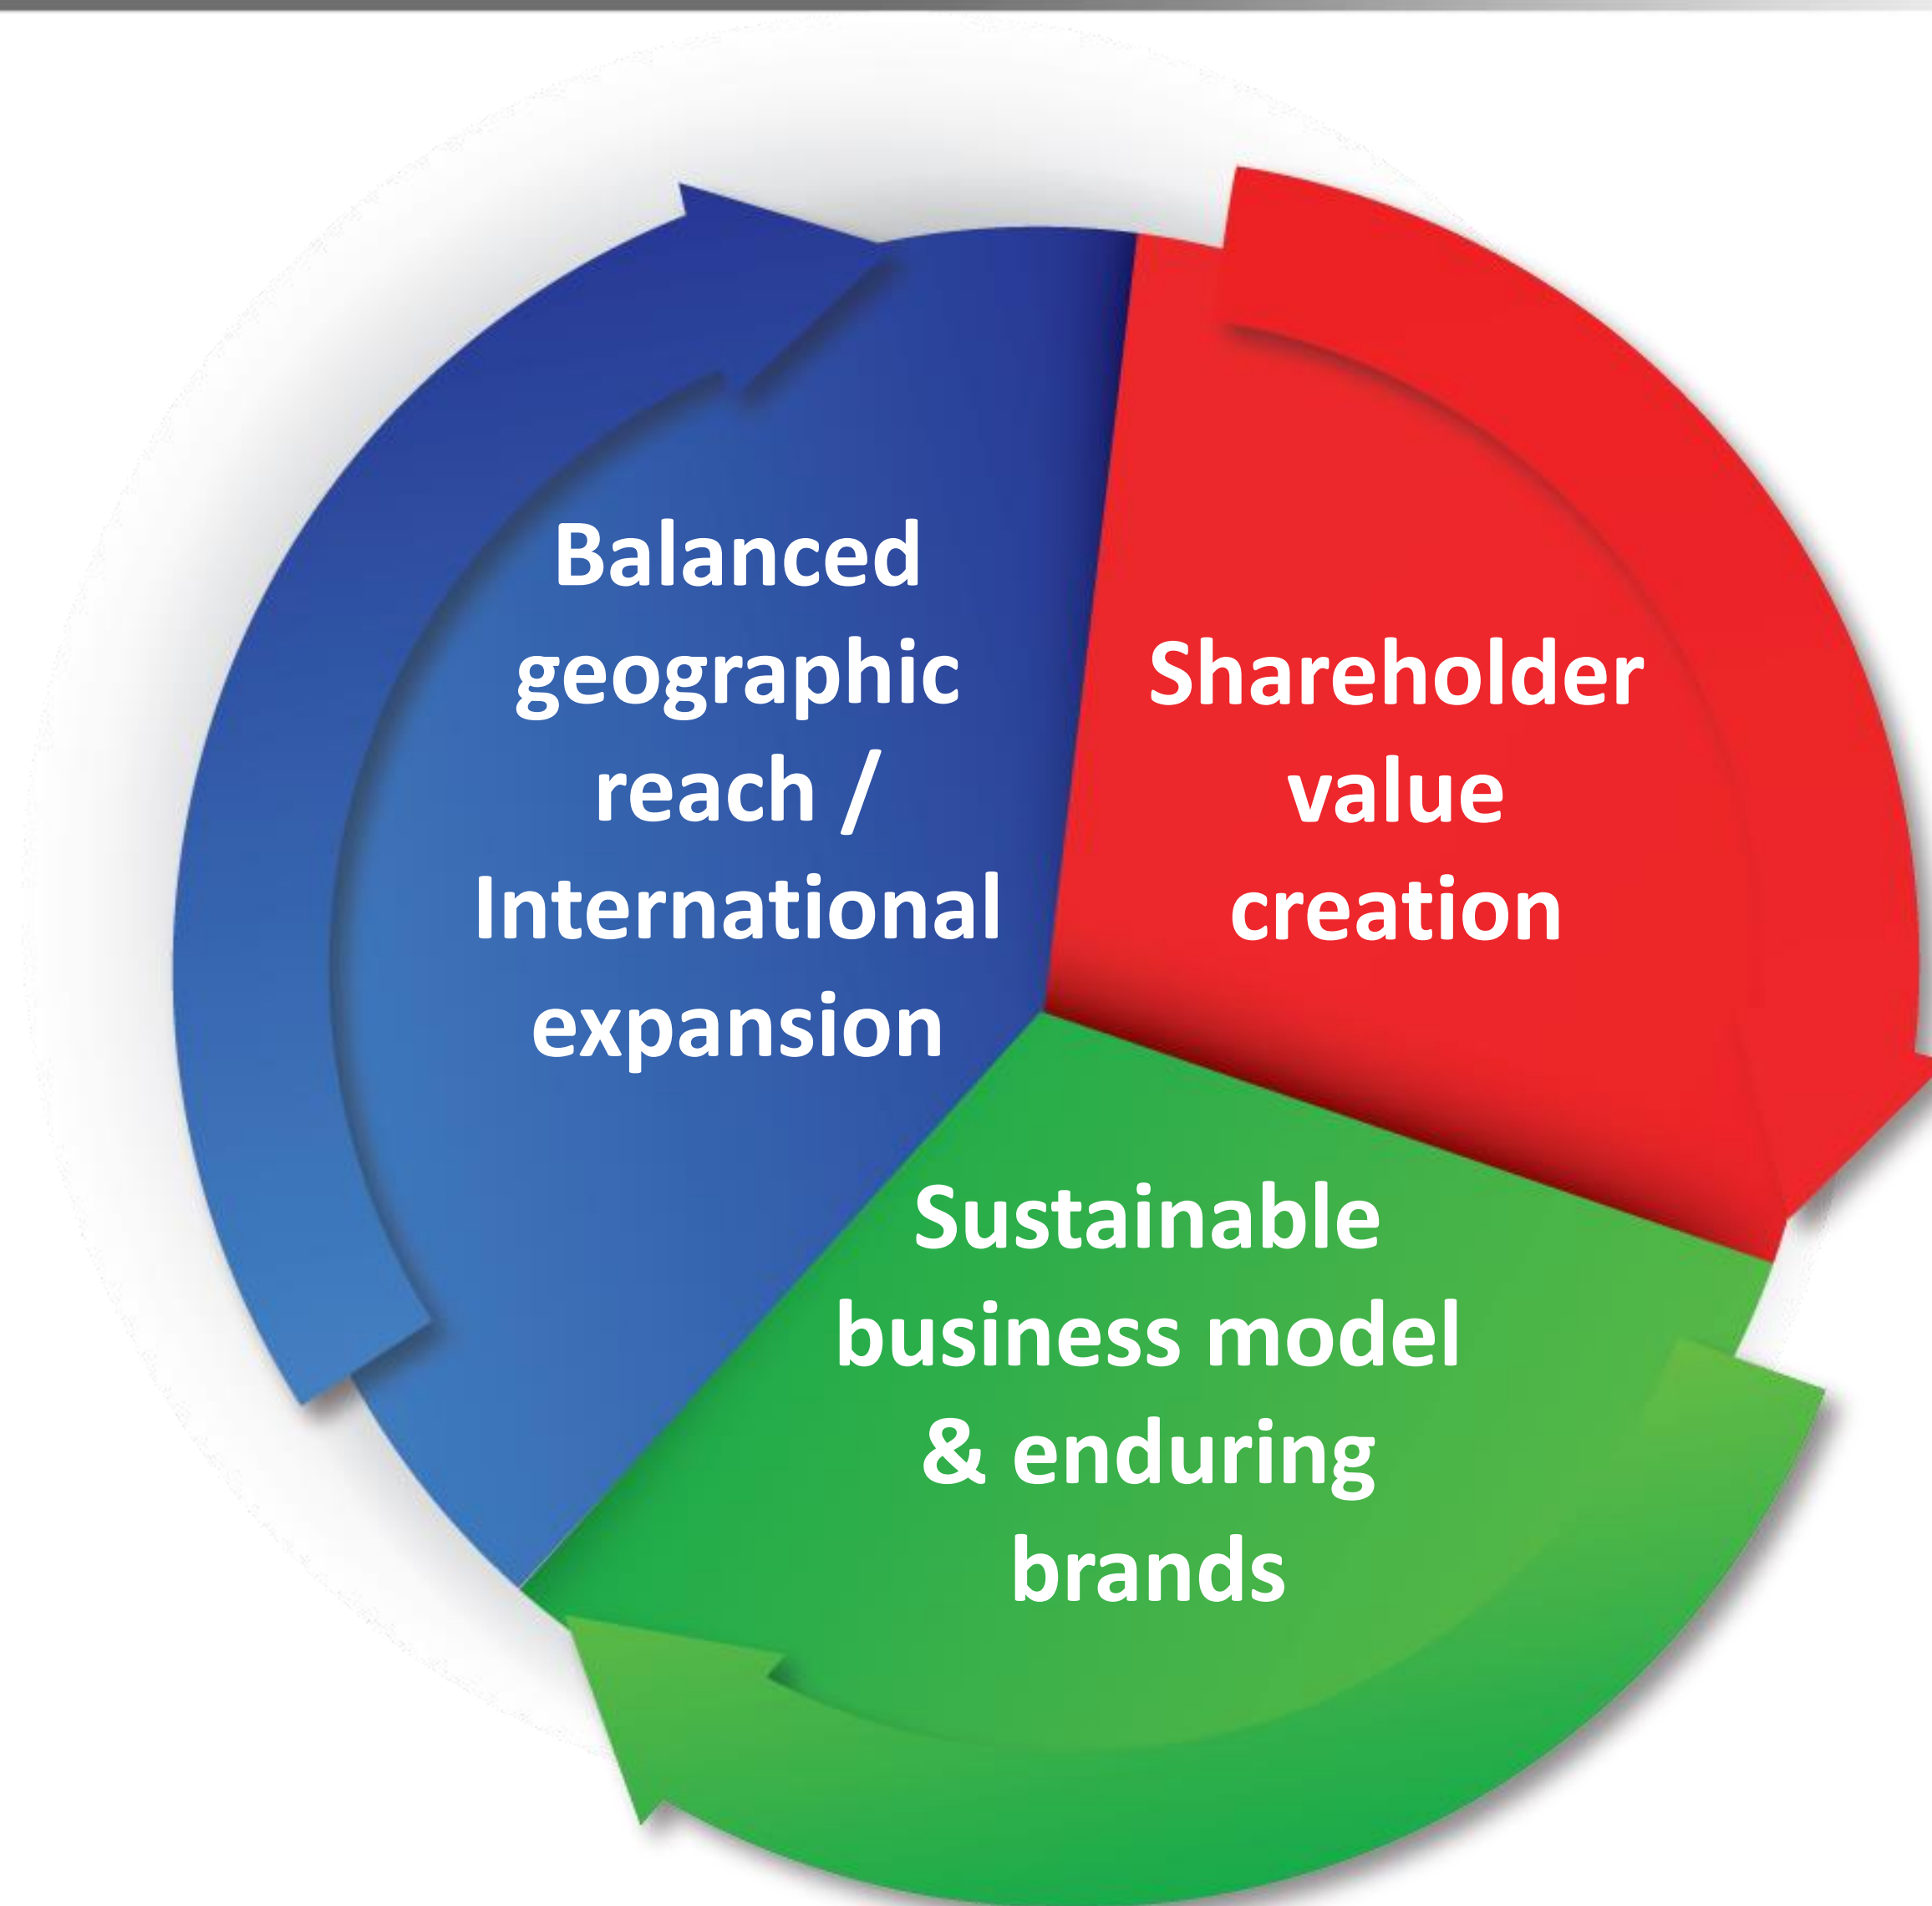 Balanced
geographic
reach /
International
expansion
Shareholder
value
creation
Sustainable
business model
& enduring
brands